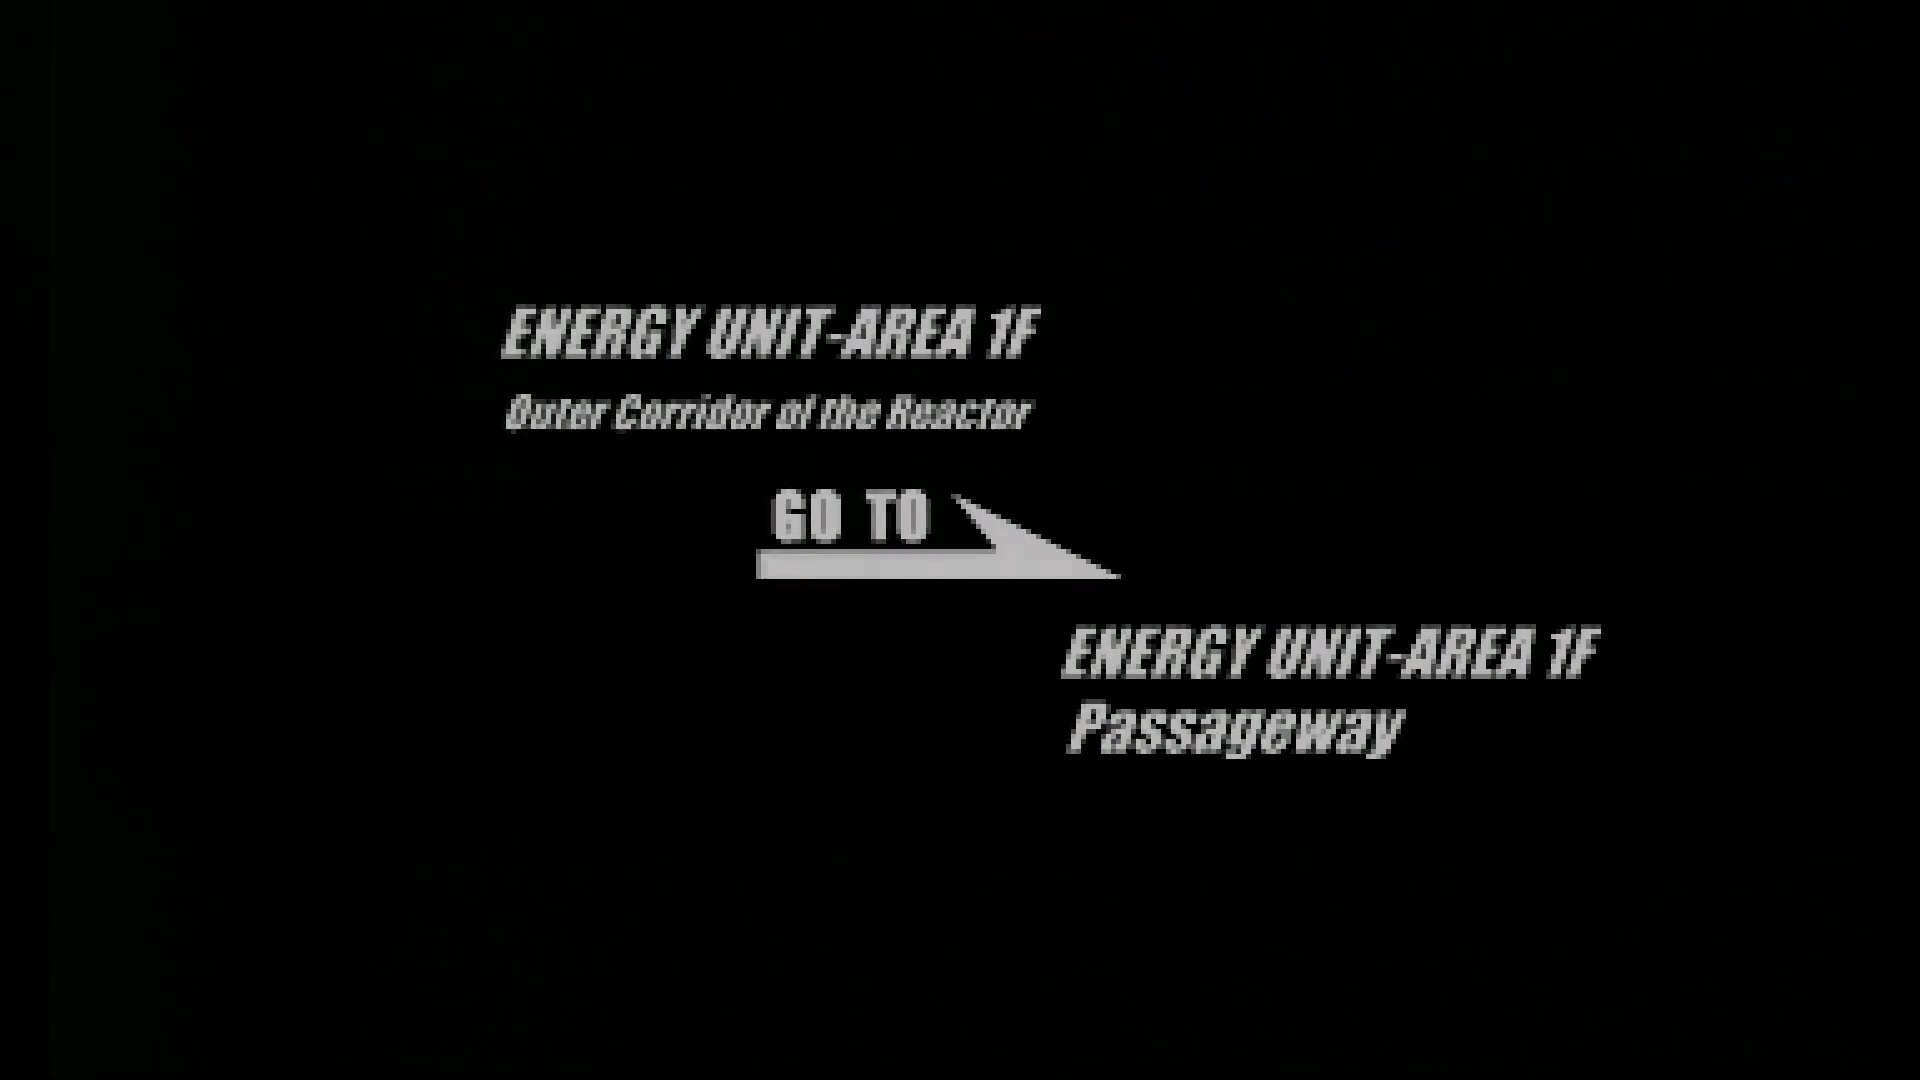 ENERGY UNIT-AREA 1F
Outer Corridor of the Reactor
GO TO
ENERGY UNIT-AREA 1F
Passageway